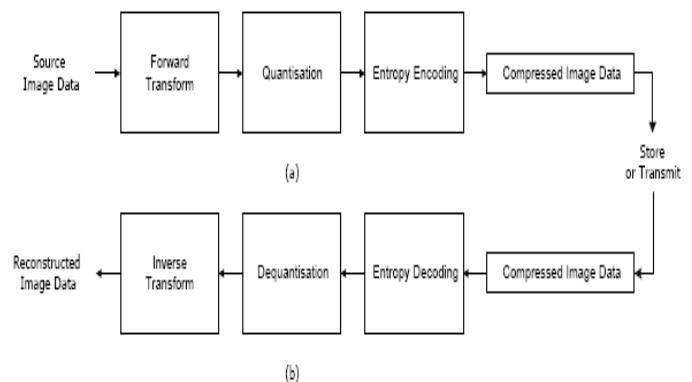 Source
Image Data
Forward
Transform
Quantisation
Entropy Encoding
Compressed Image Data
(a)
Store
or Transmit
Reconstructed
Image Data
Inverse
Transform
Dequantisation
Entropy Decoding
Compressed Image Data
(b)